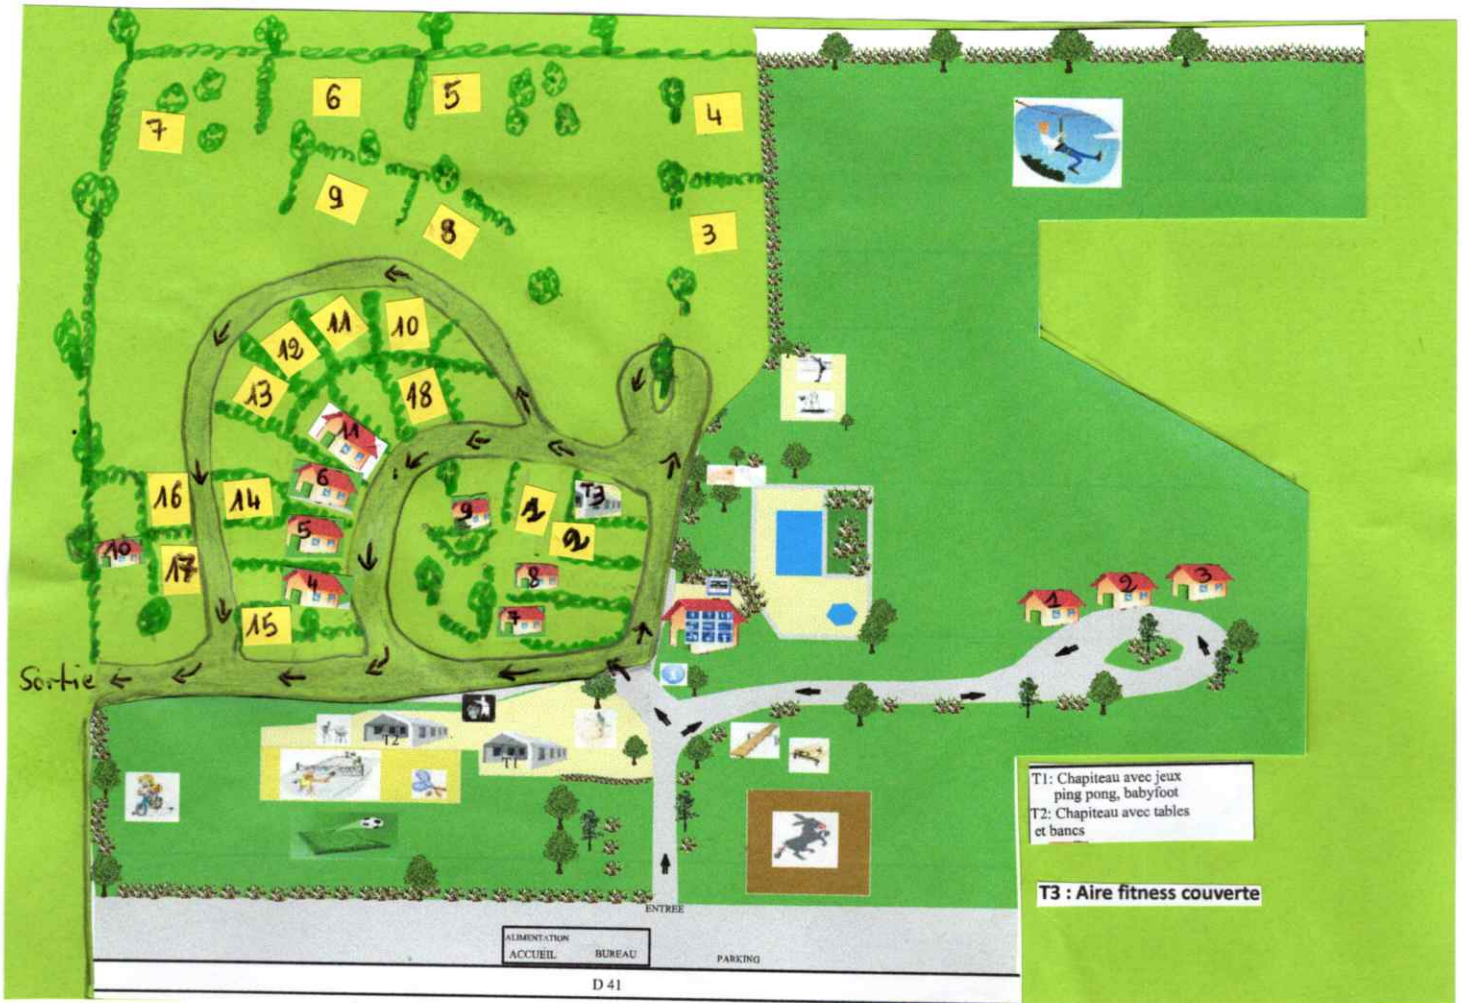 6
5
4
7
9
8
3
11
10
12
13
18
11
6
T3
16
14
9
1
2
5
10
17
8
4
1
2
3
7
15
Sortie
T2
T1
T1: Chapiteau avec jeux
ping pong, babyfoot
T2: Chapiteau avec tables
et bancs
T3 : Aire fitness couverte
ENTREE
ALIMENTATION
ACCUEIL BUREAU
PARKING
D 41